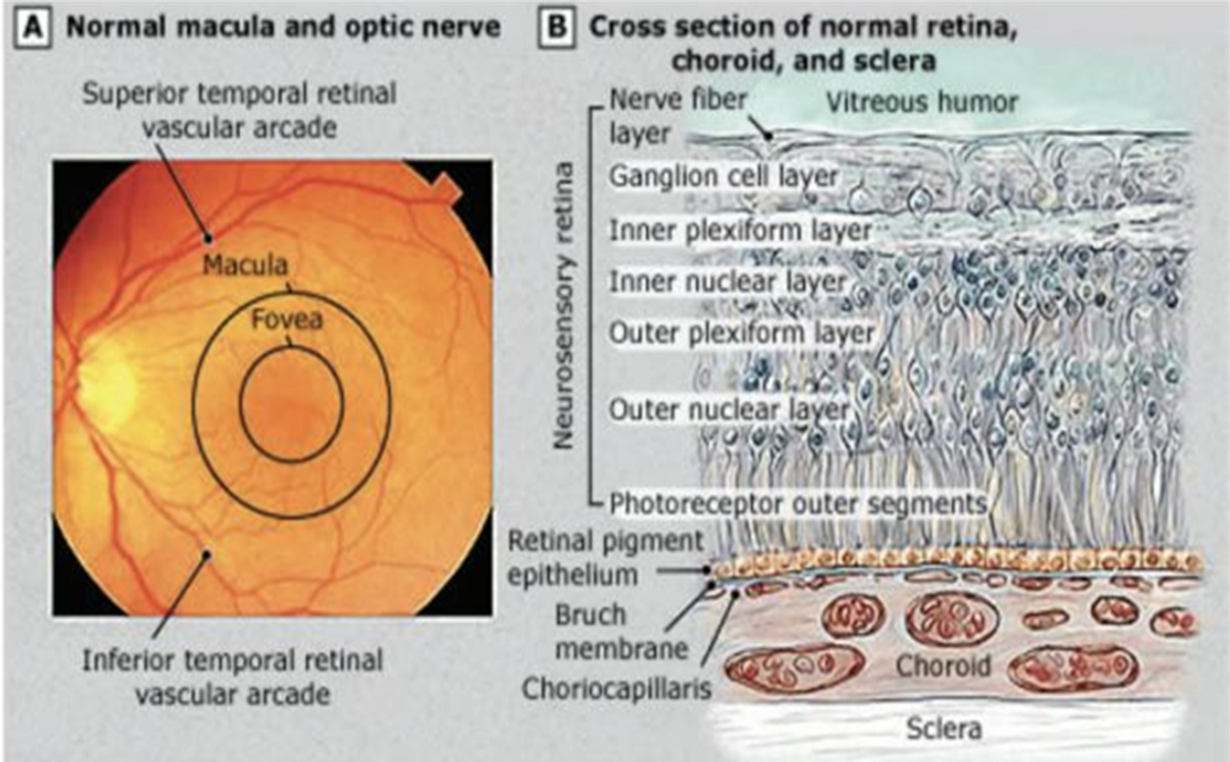 A Normal macula and optic nerve
Superior temporal retinal
vascular arcade
Macula
Fovea
Inferior temporal retinal
vascular arcade
B Cross section of normal retina,
choroid, and sclera
Nerve fiber
layer
Vitreous humor
Ganglion cell layer
Inner plexiform layer
Inner nuclear layer
Outer plexiform layer
Outer nuclear layer
Photoreceptor outer segments
Neurosensory retina
Retinal pigment
epithelium
Bruch
membrane
Choriocapillaris
Choroid
Sclera